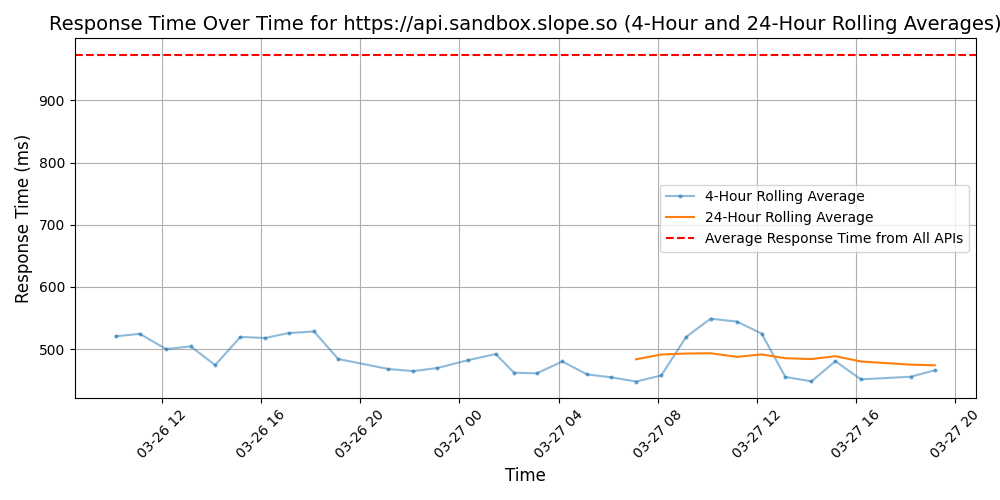 Response Time Over Time for https://api.sandbox.slope.so (4-Hour and 24-Hour Rolling Averages)
Response Time (ms)
900
800
700
600
500
4-Hour Rolling Average
24-Hour Rolling Average
Average Response Time from All APIs
03-26 12
03-26 16
03-26 20
03-27 00
03-27 04
03-27 08
03-27 12
03-27 16
03-27 20
Time